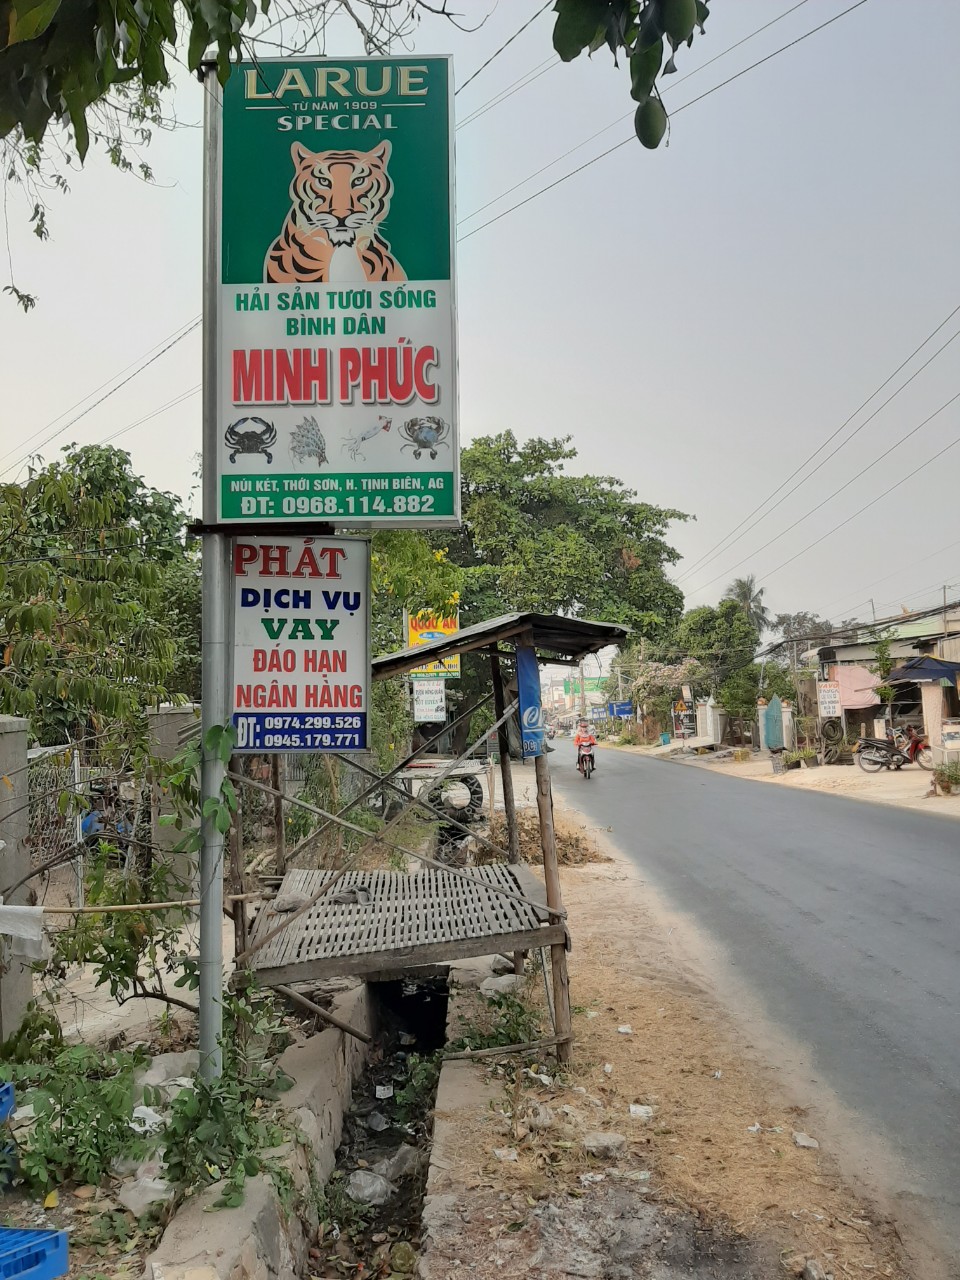 LARUE
TỪ NĂM 1909
SPECIAL
HẢI SẢN TƯƠI SỐNG
BÌNH DÂN
MINH PHÚC
NÚI KÉT, THỚI SƠN, H. TỊNH BIÊN, AG
ĐT: 0968.114.882
PHÁT
DỊCH VỤ
VAY
ĐÁO HẠN
NGÂN HÀNG
ĐT: 0974.299.526
0945.179.771
QUỐC AN